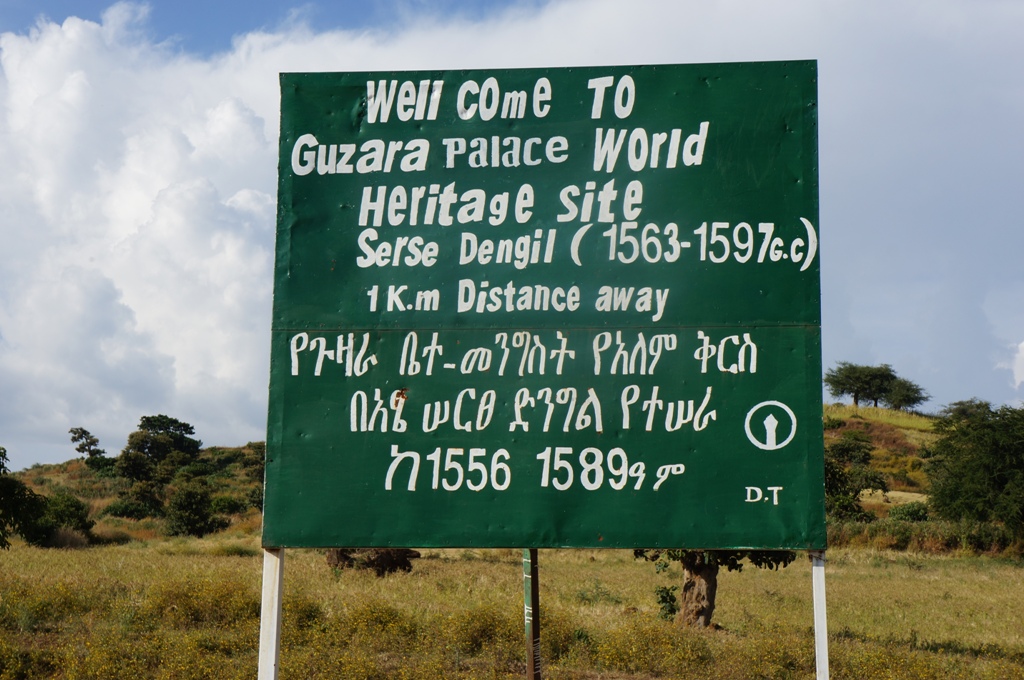 Well come To
Guzara Palace World
Heritage site
Serse Dengil (1563-1597G.C)
1 K.m Distance away
የጉዛራ ቤተ-መንግስት የአለም ቅርስ
በአፄ ሠርፀ ድንግል የተሠራ
ከ1556 1589ዓ ም
D.T